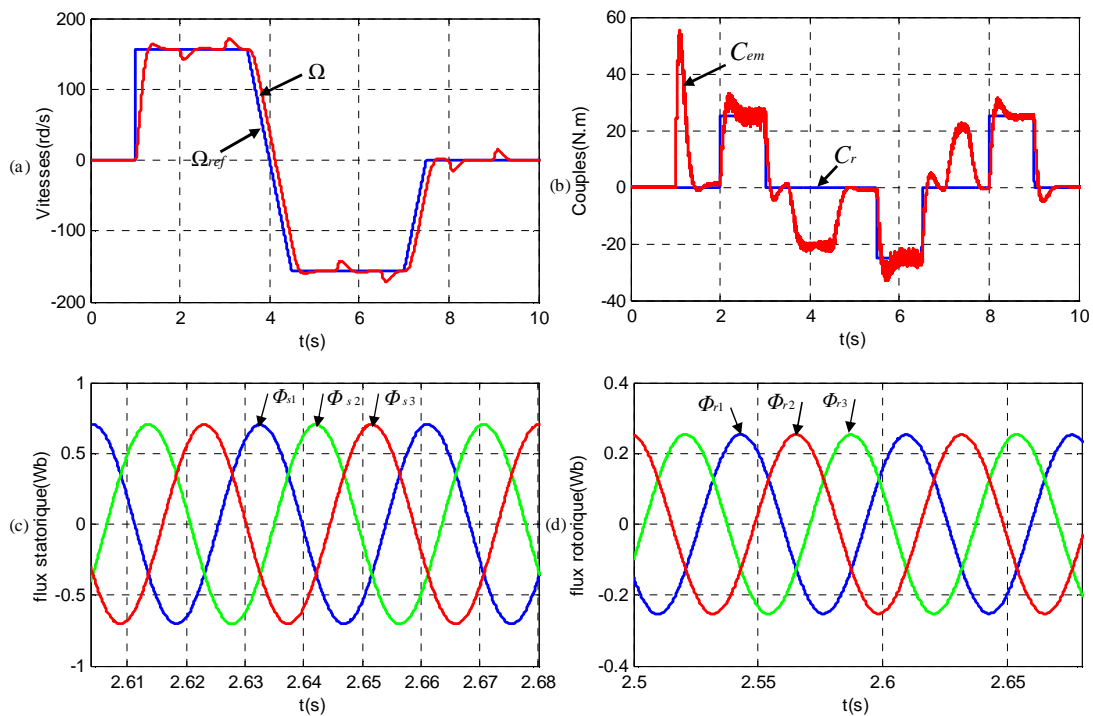 200
100
0
-100
-200
Vitesses(rd/s)
(a)
Ω
Ωref
0
2
4
6
8
10
t(s)
60
40
20
0
-20
-40
Couples(N.m)
(b)
Cem
Cr
0
2
4
6
8
10
t(s)
1
0.5
0
-0.5
-1
flux statorique(Wb)
(c)
Φs1
Φs2
Φs3
2.61
2.62
2.63
2.64
2.65
2.66
2.67
2.68
t(s)
0.4
0.2
0
-0.2
-0.4
flux rotorique(Wb)
(d)
Φr1
Φr2
Φr3
2.5
2.55
2.6
2.65
t(s)